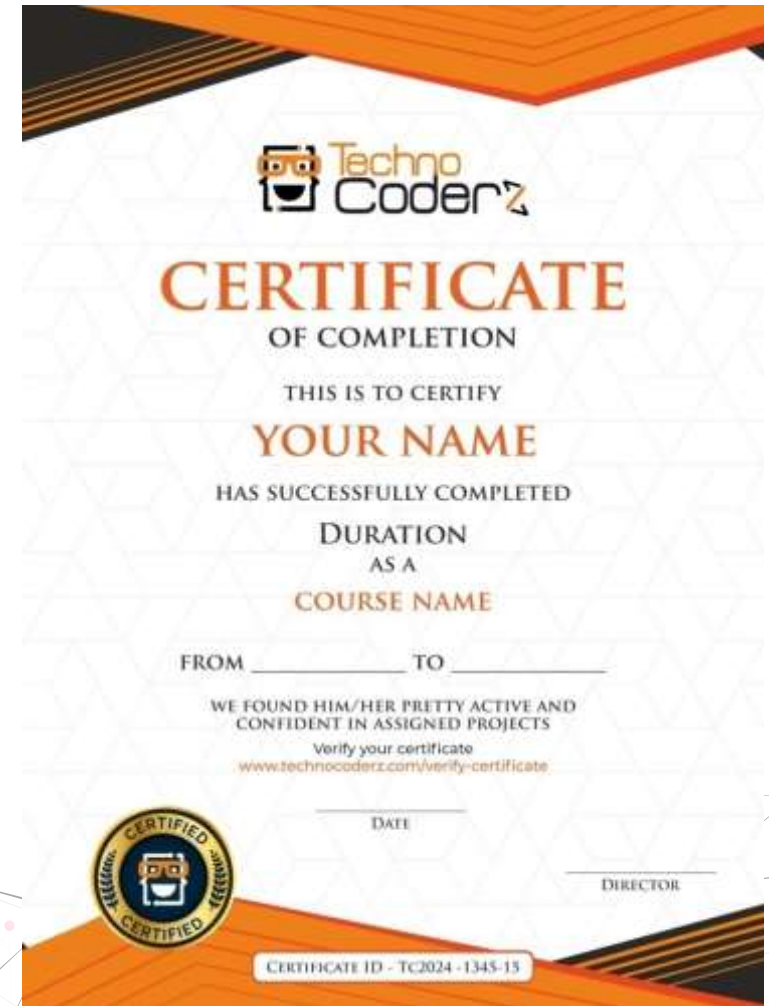 Techno
Coderz
CERTIFICATE
OF COMPLETION
THIS IS TO CERTIFY
YOUR NAME
HAS SUCCESSFULLY COMPLETED
DURATION
AS A
COURSE NAME
FROM ______________ TO ______________
WE FOUND HIM/HER PRETTY ACTIVE AND
CONFIDENT IN ASSIGNED PROJECTS
Verify your certificate
www.technocoderz.com/verify-certificate
DATE
DIRECTOR
CERTIFIED
CERTIFIED
CERTIFICATE ID - TC2024 -1345-15